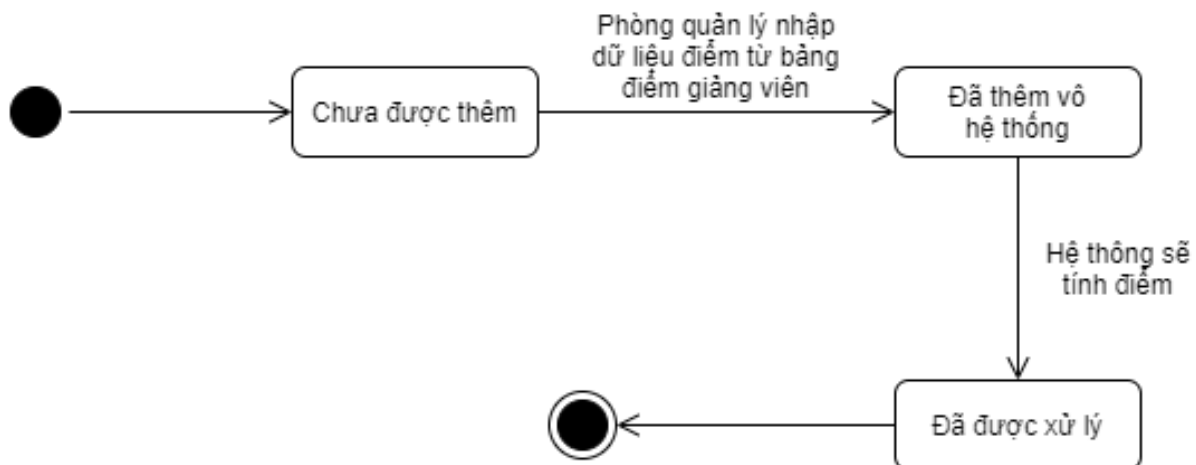 Phòng quản lý nhập
dữ liệu điểm từ bảng
điểm giảng viên
Chưa được thêm
Đã thêm vô
hệ thống
Hệ thông sẽ
tính điểm
Đã được xử lý